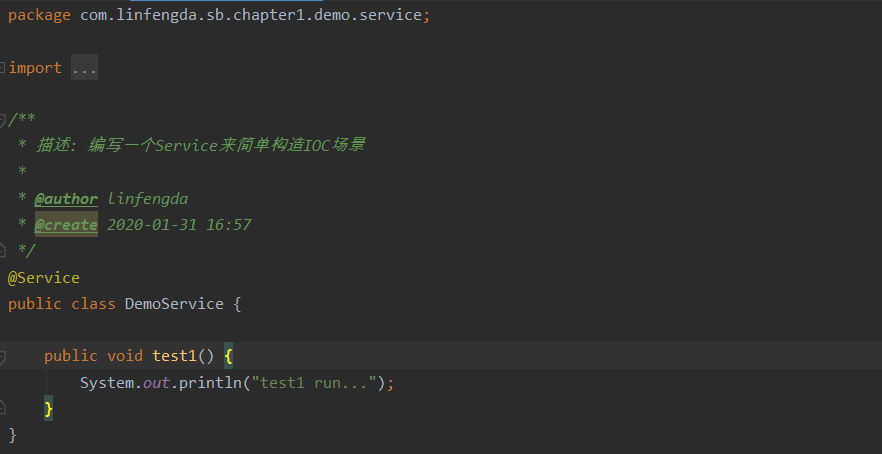 package com.linfengda.sb.chapter1.demo.service;
import ...
/**
 * 描述: 编写一个Service来简单构造IOC场景
 *
 * @author linfengda
 * @create 2020-01-31 16:57
 */
@Service
public class DemoService {
    public void test1() {
        System.out.println("test1 run...");
    }
}